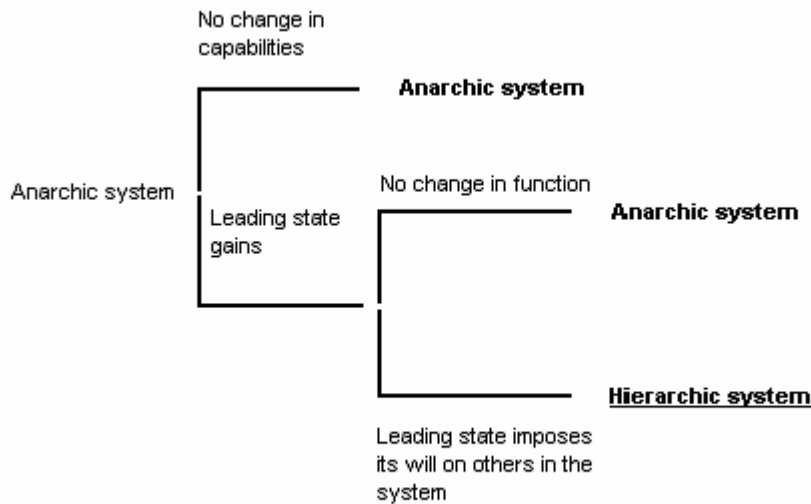 No change in
capabilities
Anarchic system
Anarchic system
Leading state
gains
No change in function
Anarchic system
Hierarchic system
Leading state imposes
its will on others in the
system